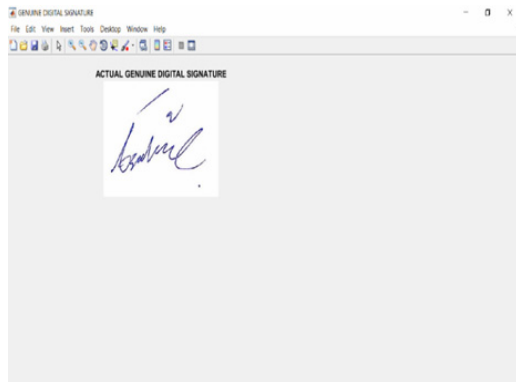 GENUINE DIGITAL SIGNATURE
File Edit View Insert Tools Desktop Window Help
ACTUAL GENUINE DIGITAL SIGNATURE